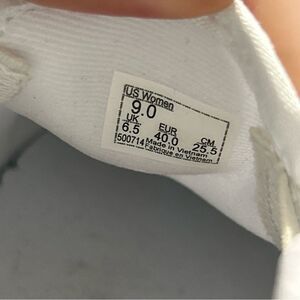 US Women
9.0
UK EUR CM
6.5 40.0 25.5
500714 Made in Vietnam
Fabriqué en Vietnam